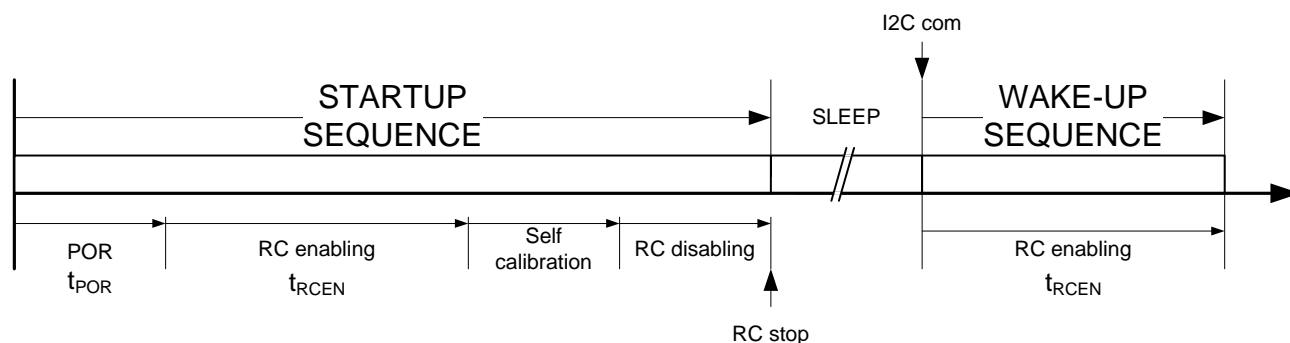 I2C com
STARTUP
SEQUENCE
SLEEP
WAKE-UP
SEQUENCE
POR
tPOR
RC enabling
tRCEN
Self
calibration
RC disabling
RC enabling
tRCEN
RC stop